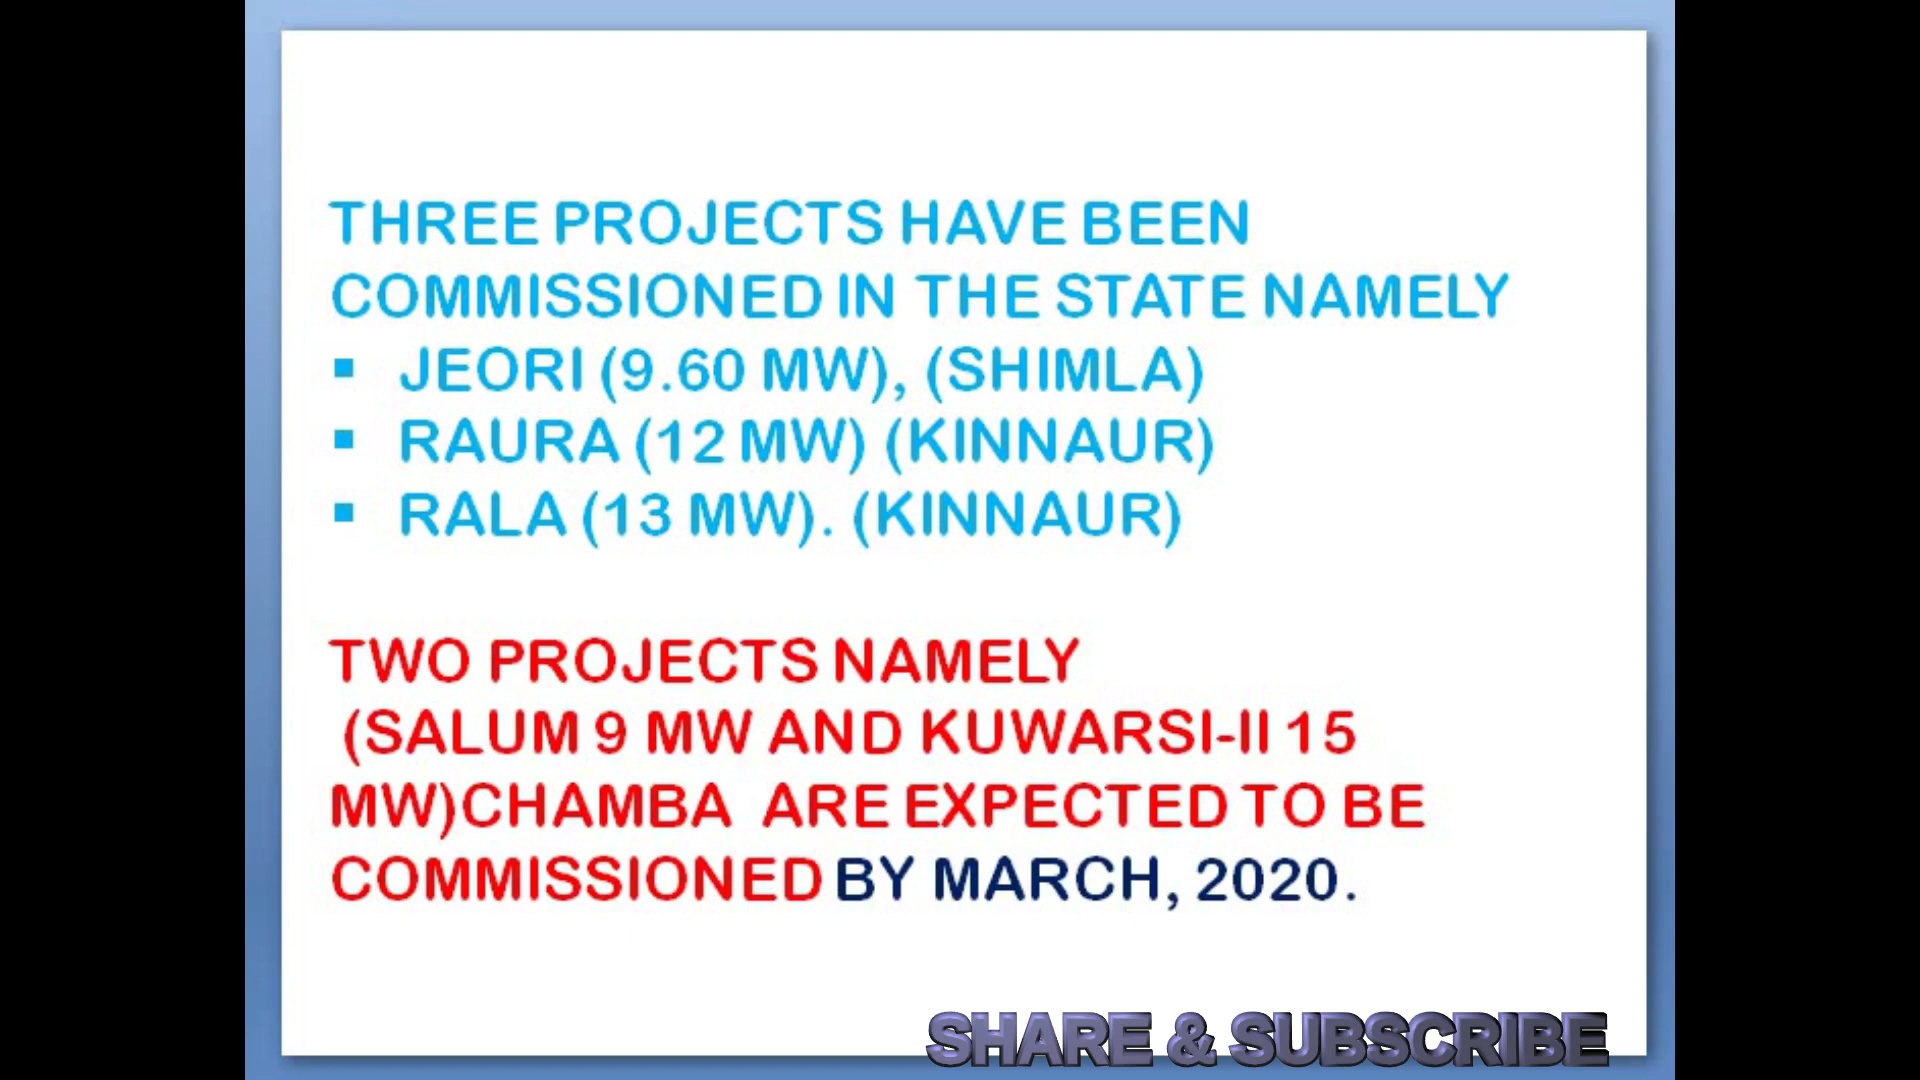 THREE PROJECTS HAVE BEEN
COMMISSIONED IN THE STATE NAMELY
▪ JEORI (9.60 MW), (SHIMLA)
▪ RAURA (12 MW) (KINNAUR)
▪ RALA (13 MW). (KINNAUR)
TWO PROJECTS NAMELY
(SALUM 9 MW AND KUWARSI-II 15
MW)CHAMBA ARE EXPECTED TO BE
COMMISSIONED BY MARCH, 2020.
SHARE & SUBSCRIBE